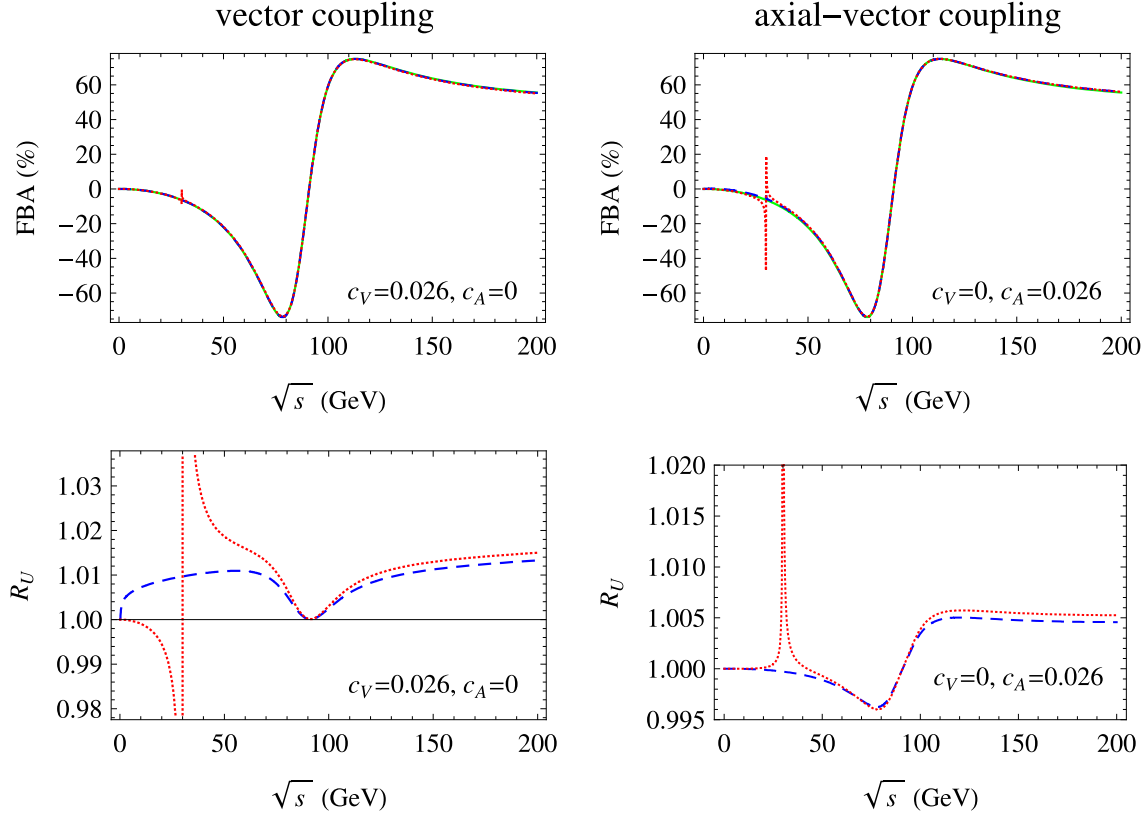 vector coupling
axial−vector coupling
FBA (%)
60
40
20
0
−20
−40
−60
c_V=0.026, c_A=0
0 50 100 150 200
√s (GeV)
FBA (%)
60
40
20
0
−20
−40
−60
c_V=0, c_A=0.026
0 50 100 150 200
√s (GeV)
R_U
1.03
1.02
1.01
1.00
0.99
0.98
c_V=0.026, c_A=0
0 50 100 150 200
√s (GeV)
R_U
1.020
1.015
1.010
1.005
1.000
0.995
c_V=0, c_A=0.026
0 50 100 150 200
√s (GeV)